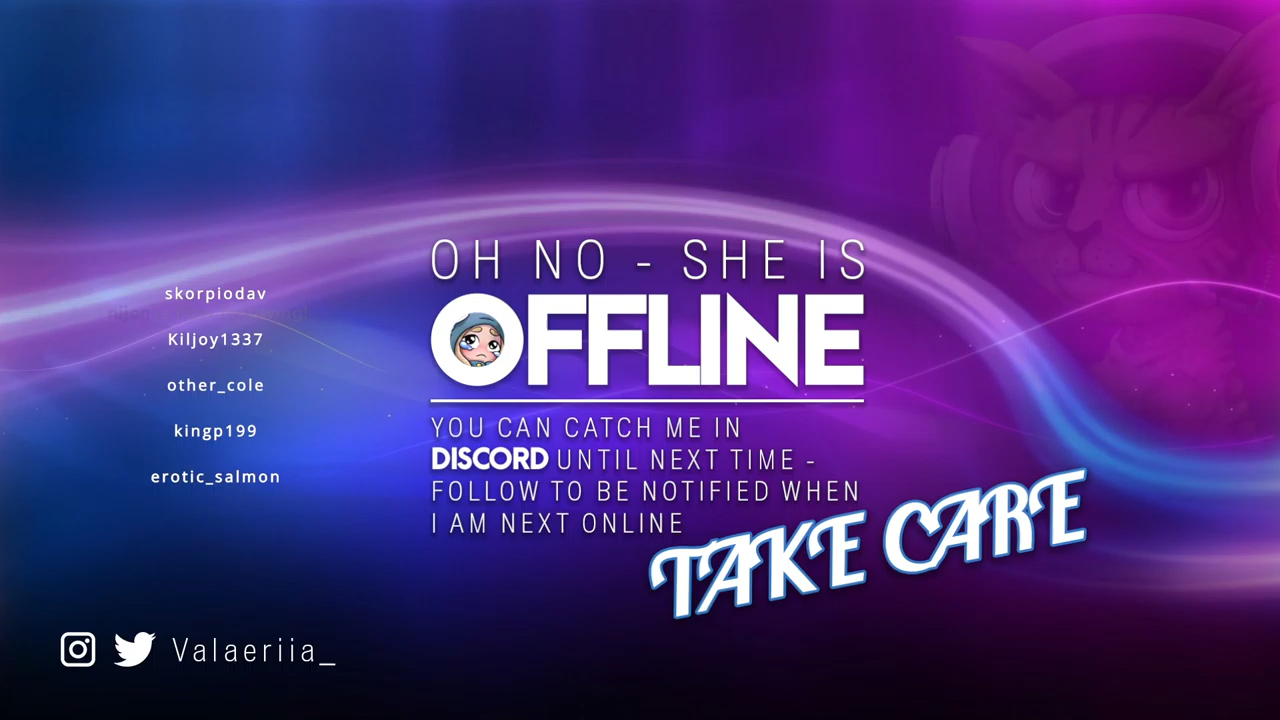 OH NO - SHE IS
OFFLINE
YOU CAN CATCH ME IN
DISCORD UNTIL NEXT TIME -
FOLLOW TO BE NOTIFIED WHEN
I AM NEXT ONLINE
TAKE CARE
skorpiodav
Kiljoy1337
other_cole
kingp199
erotic_salmon
Valaeriia_